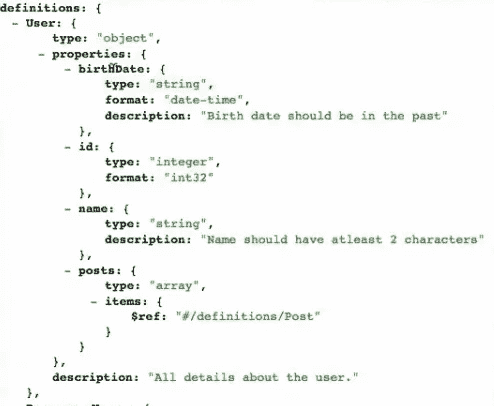 definitions: {
- User: {
type: "object",
- properties: {
- birthDate: {
type: "string",
format: "date-time",
description: "Birth date should be in the past"
},
- id: {
type: "integer",
format: "int32"
},
- name: {
type: "string",
description: "Name should have atleast 2 characters"
},
- posts: {
type: "array",
- items: {
$ref: "#/definitions/Post"
}
}
},
description: "All details about the user."
},